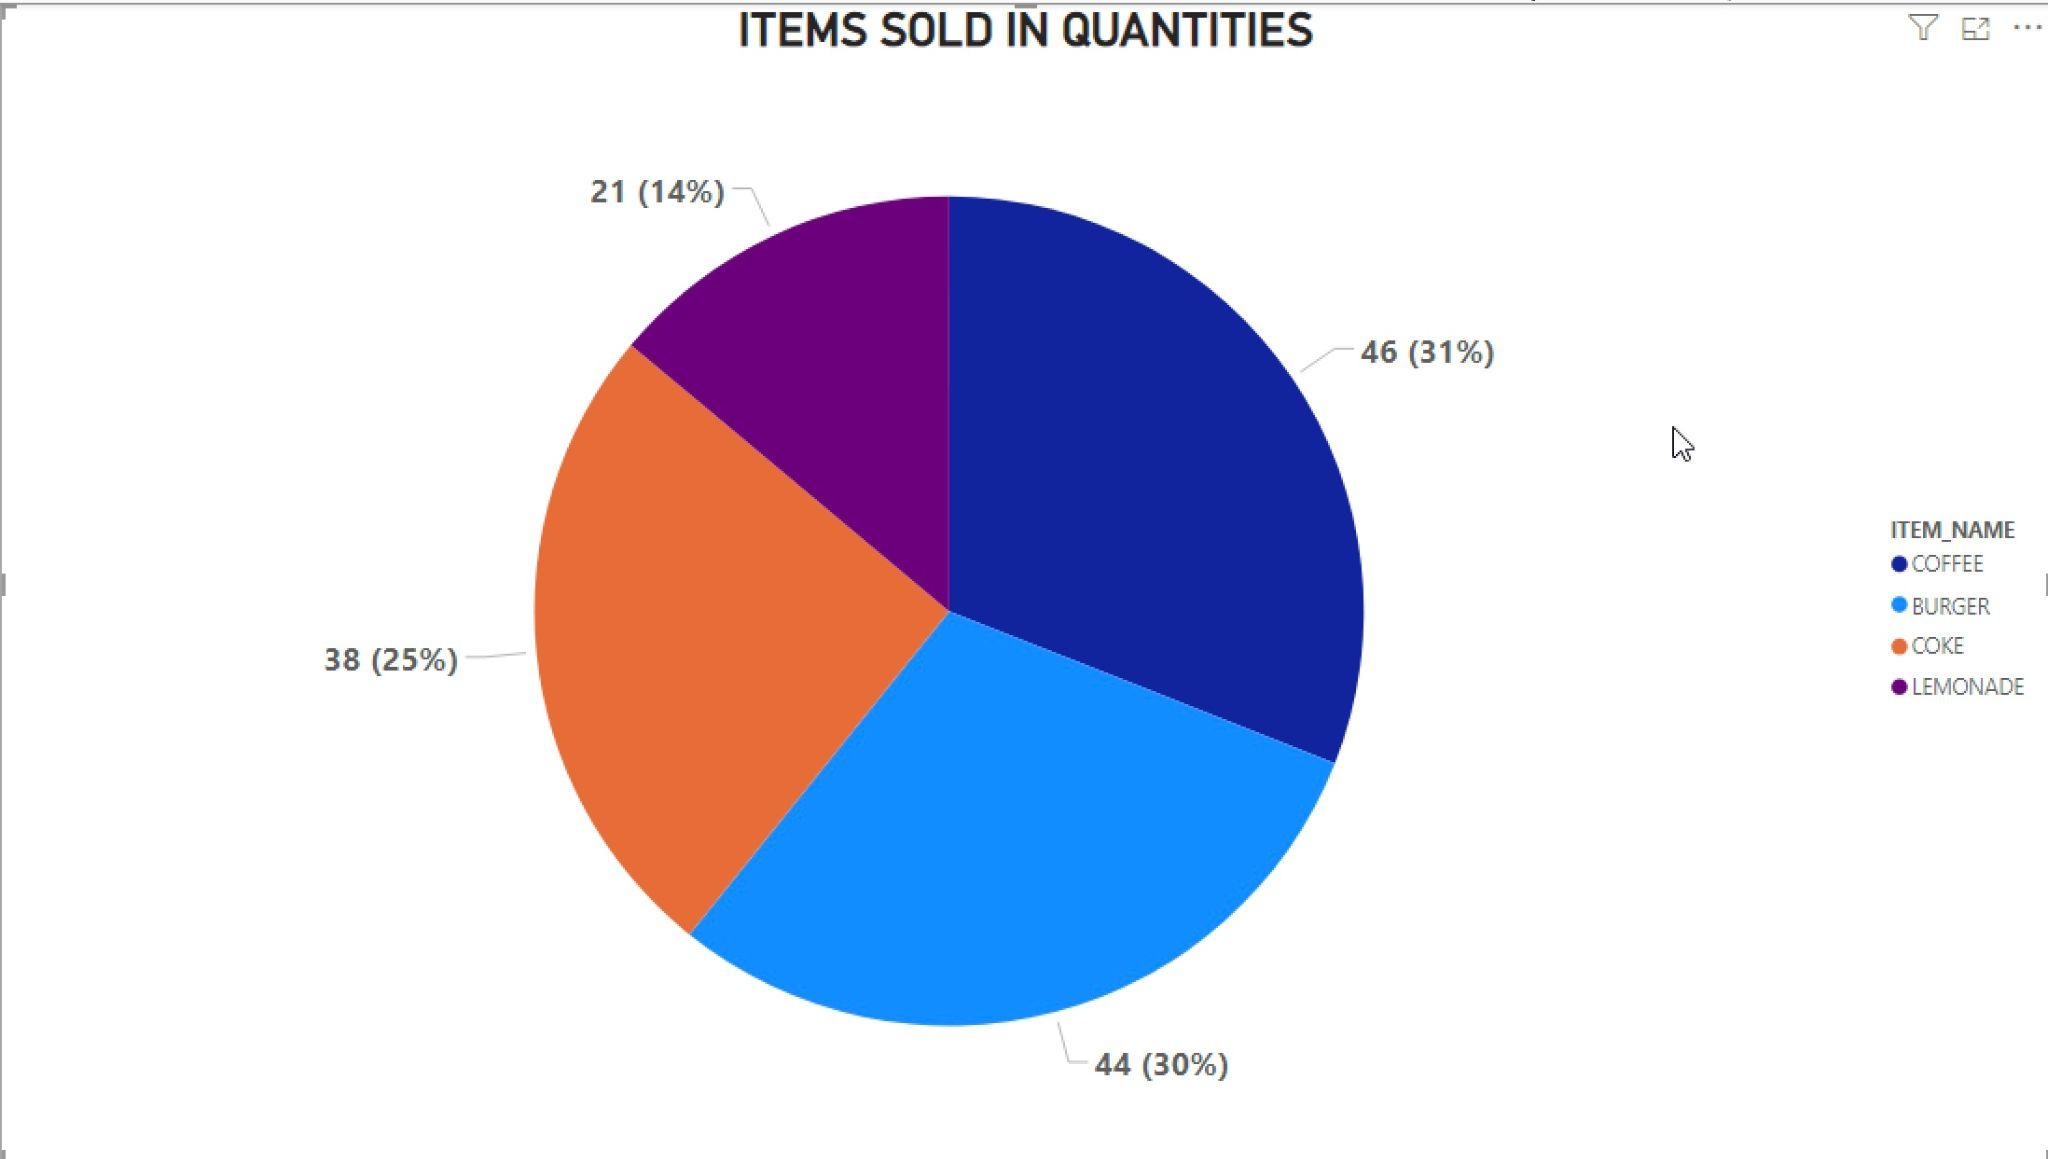 ITEMS SOLD IN QUANTITIES
21 (14%)
46 (31%)
38 (25%)
44 (30%)
ITEM_NAME
COFFEE
BURGER
COKE
LEMONADE